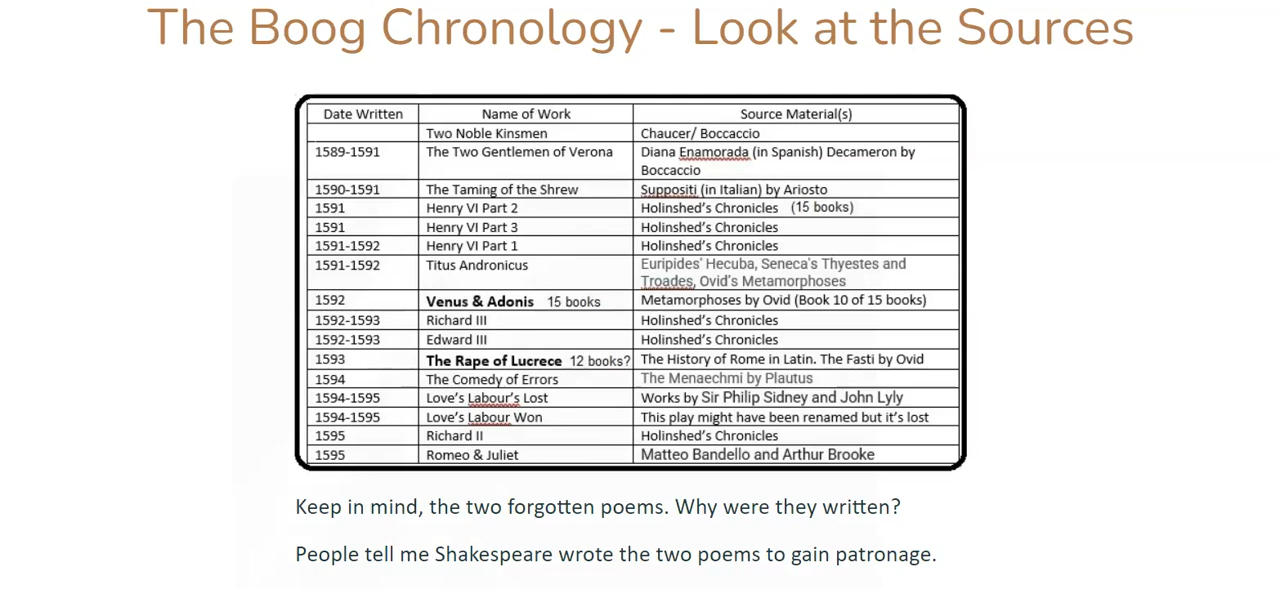 The Boog Chronology - Look at the Sources
Date Written Name of Work Source Material(s)
Two Noble Kinsmen Chaucer/ Boccaccio
1589-1591 The Two Gentlemen of Verona Diana Enamorada (in Spanish) Decameron by
Boccaccio
1590-1591 The Taming of the Shrew Suppositi (in Italian) by Ariosto
1591 Henry VI Part 2 Holinshed's Chronicles (15 books)
1591 Henry VI Part 3 Holinshed's Chronicles
1591-1592 Henry VI Part 1 Holinshed's Chronicles
1591-1592 Titus Andronicus Euripides' Hecuba, Seneca's Thyestes and
Troades, Ovid's Metamorphoses
1592 Venus & Adonis 15 books Metamorphoses by Ovid (Book 10 of 15 books)
1592-1593 Richard III Holinshed's Chronicles
1592-1593 Edward III Holinshed's Chronicles
1593 The Rape of Lucrece 12 books? The History of Rome in Latin. The Fasti by Ovid
1594 The Comedy of Errors The Menaechmi by Plautus
1594-1595 Love's Labour's Lost Works by Sir Philip Sidney and John Lyly
1594-1595 Love's Labour Won This play might have been renamed but it's lost
1595 Richard II Holinshed's Chronicles
1595 Romeo & Juliet Matteo Bandello and Arthur Brooke
Keep in mind, the two forgotten poems. Why were they written?
People tell me Shakespeare wrote the two poems to gain patronage.